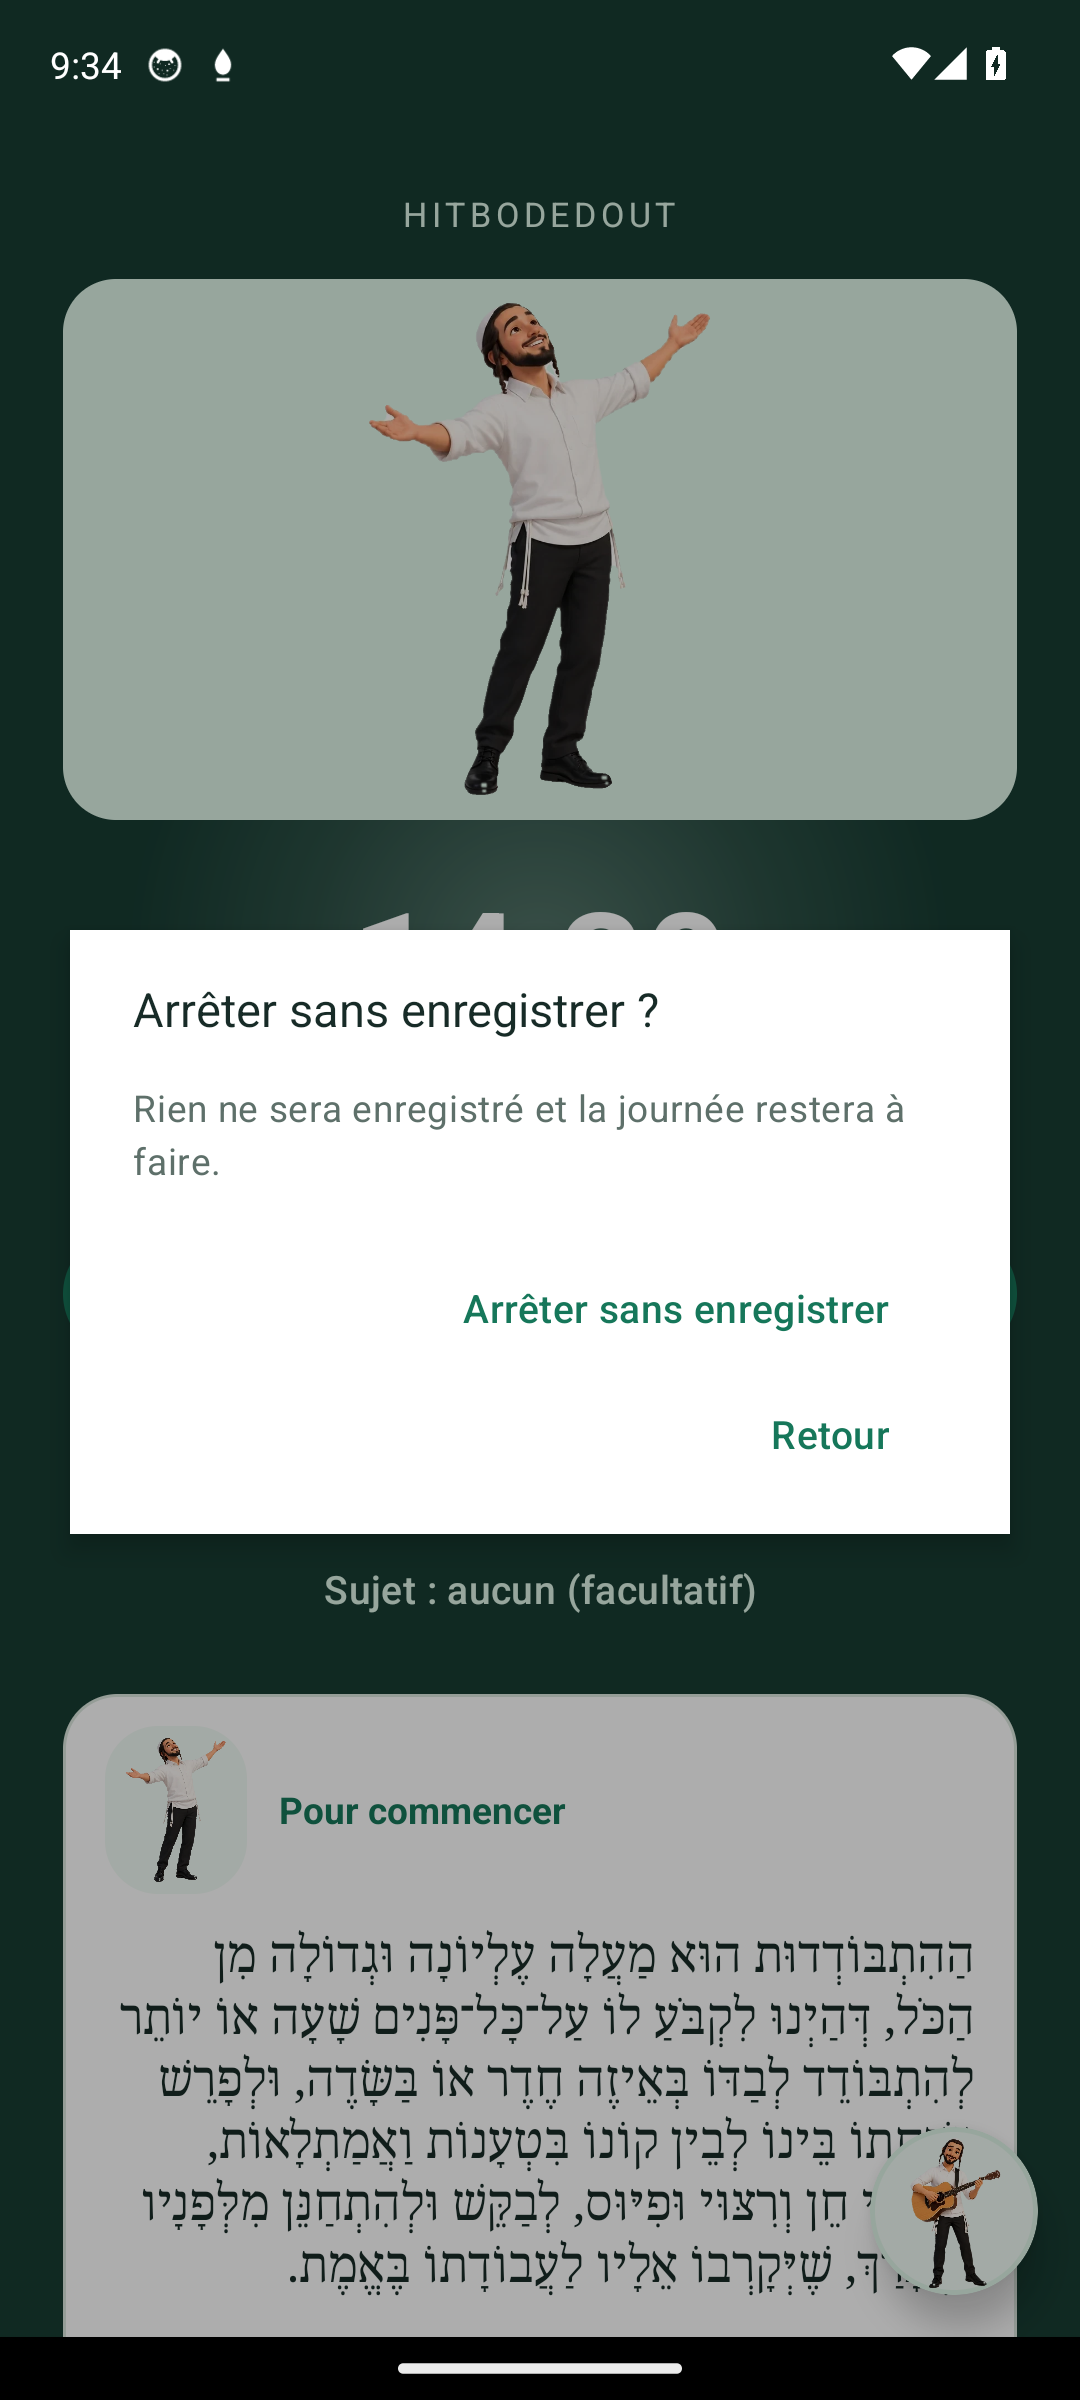 9:34
HITBODEDOUT
Arrêter sans enregistrer ?
Rien ne sera enregistré et la journée restera à
faire.
Arrêter sans enregistrer
Retour
Sujet : aucun (facultatif)
Pour commencer
הַהִתְבּוֹדְדוּת הוּא מַעֲלָה עֶלְיוֹנָה וּגְדוֹלָה מִן
הַכֹּל, דְּהַיְנוּ לִקְבֹּעַ לוֹ עַל־כָּל־פָּנִים שָׁעָה אוֹ יוֹתֵר
לְהִתְבּוֹדֵד לְבַדּוֹ בְּאֵיזֶה חֶדֶר אוֹ בַּשָּׂדֶה, וּלְפָרֵשׁ
בֵּינוֹ לְבֵין קוֹנוֹ בִּטְעָנוֹת וַאֲמַתְלָאוֹת,
חֵן וְרִצּוּי וּפִיּוּס, לְבַקֵּשׁ וּלְהִתְחַנֵּן מִלְּפָנָיו
שֶׁיְּקָרְבוֹ אֵלָיו לַעֲבוֹדָתוֹ בֶּאֱמֶת.